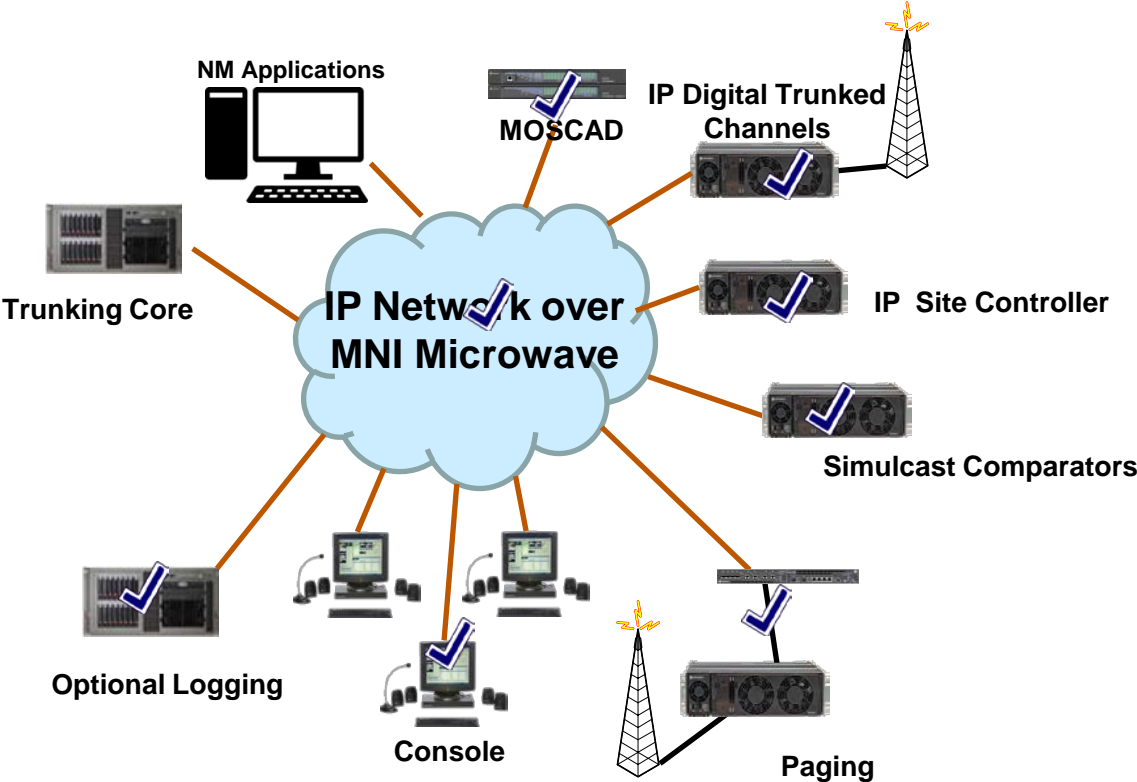 NM Applications
MOSCAD
IP Digital Trunked
Channels
Trunking Core
IP Network over
MNI Microwave
IP Site Controller
Simulcast Comparators
Optional Logging
Console
Paging